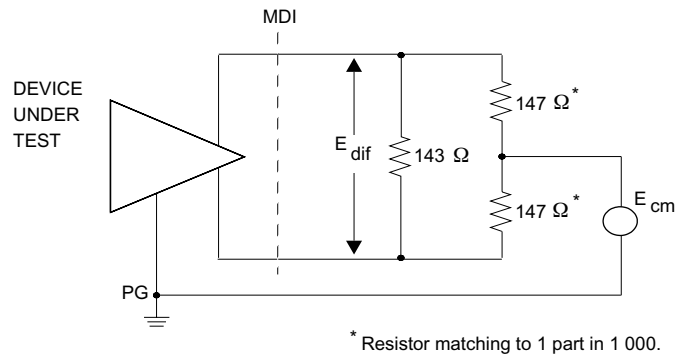 MDI
DEVICE
UNDER
TEST
E dif
143 Ω
147 Ω*
147 Ω*
E cm
PG
* Resistor matching to 1 part in 1 000.